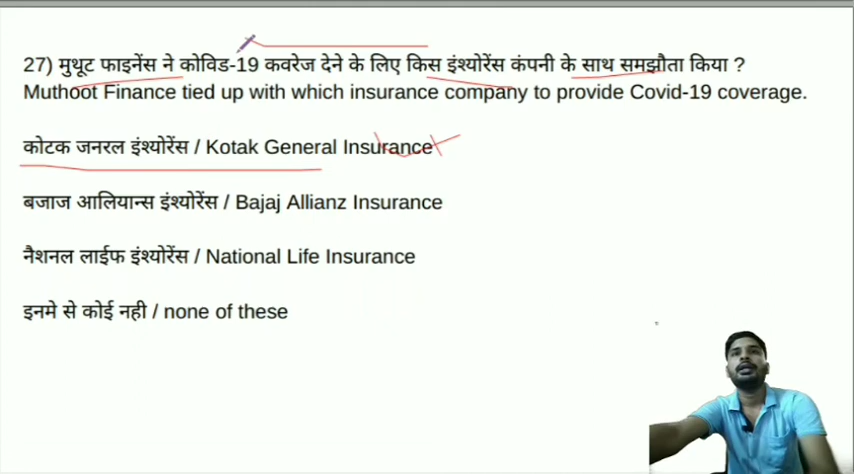 27) मुथूट फाइनेंस ने कोविड-19 कवरेज देने के लिए किस इंश्योरेंस कंपनी के साथ समझौता किया ?
Muthoot Finance tied up with which insurance company to provide Covid-19 coverage.
कोटक जनरल इंश्योरेंस / Kotak General Insurance
बजाज आलियान्स इंश्योरेंस / Bajaj Allianz Insurance
नैशनल लाईफ इंश्योरेंस / National Life Insurance
इनमे से कोई नही / none of these